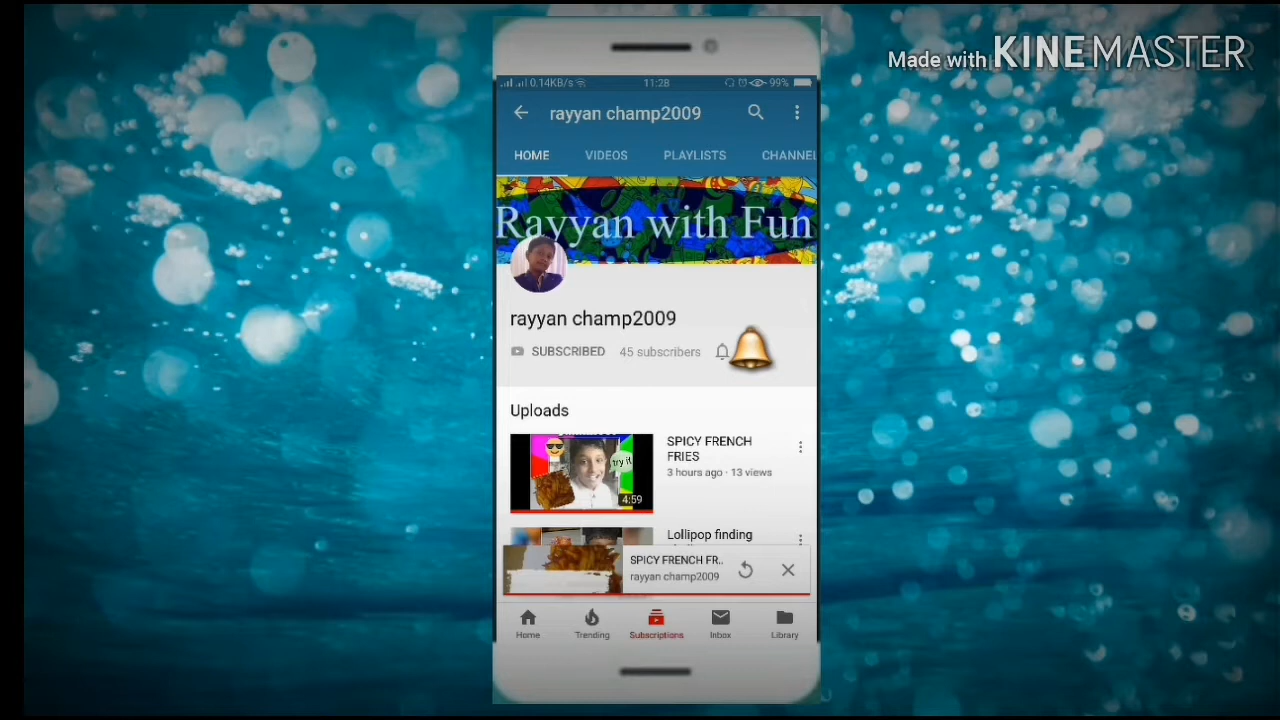 Made with KINEMASTER
0.14KB/s 11:28 99%
rayyan champ2009
HOME VIDEOS PLAYLISTS CHANNEL
Rayyan with Fun
rayyan champ2009
SUBSCRIBED 45 subscribers
Uploads
try it
4:59
SPICY FRENCH
FRIES
3 hours ago · 13 views
Lollipop finding
SPICY FRENCH FR..
rayyan champ2009
Home Trending Subscriptions Inbox Library